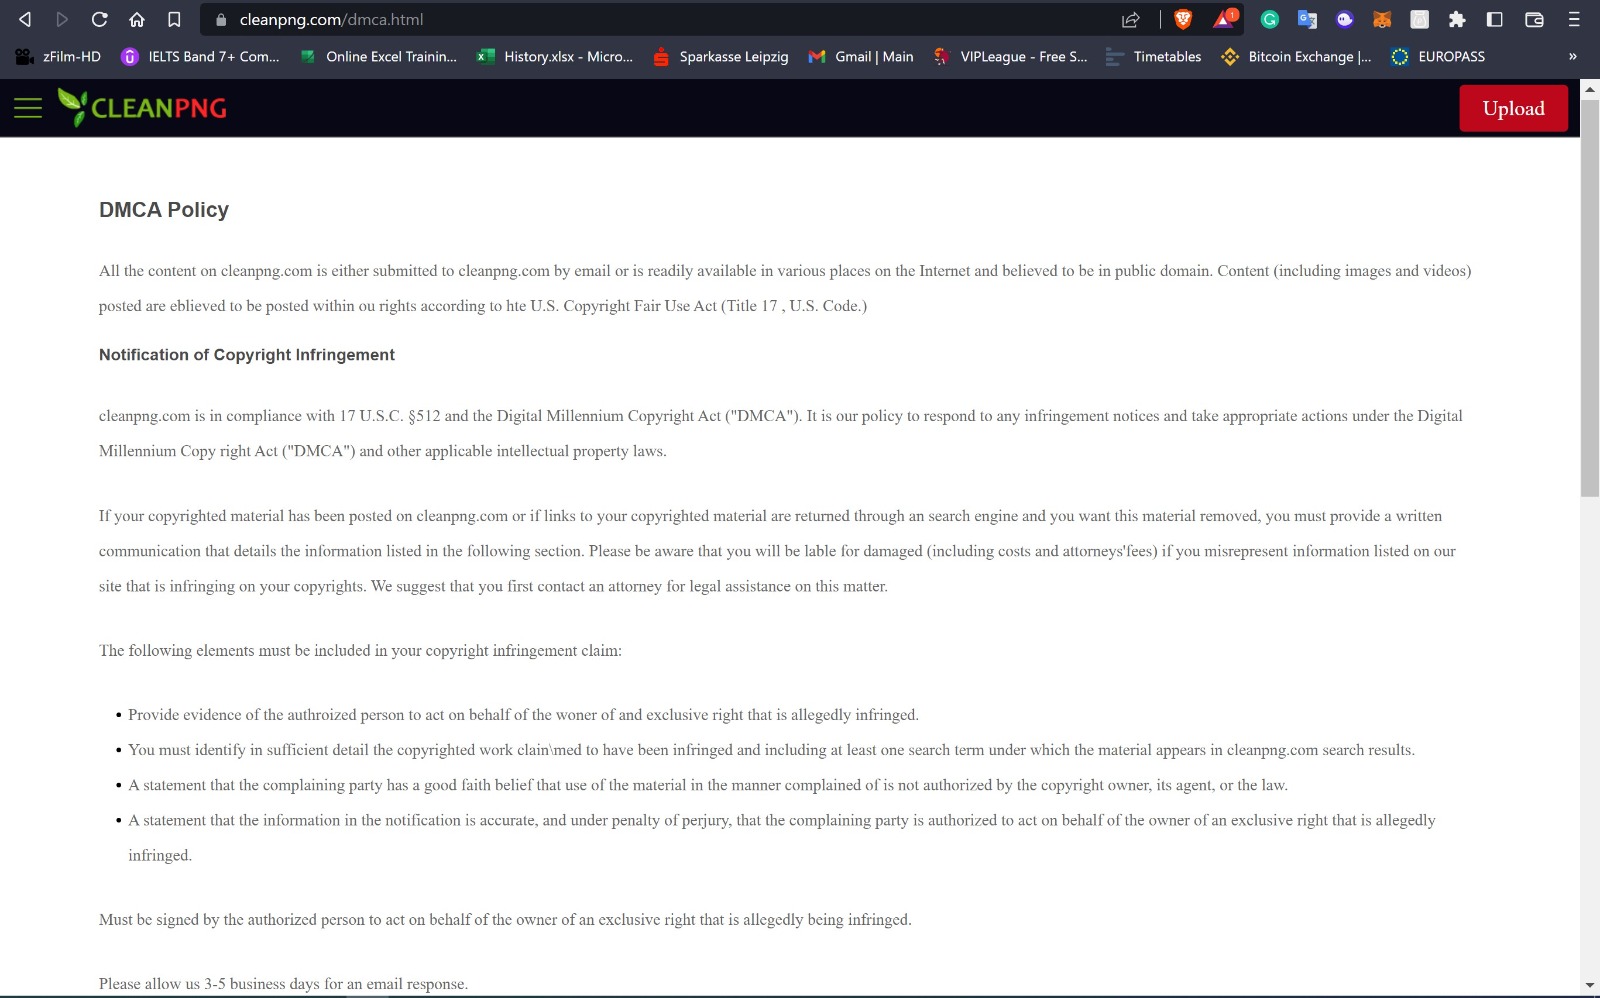 cleanpng.com/dmca.html
1
zFilm-HD
IELTS Band 7+ Com...
Online Excel Trainin...
History.xlsx - Micro...
Sparkasse Leipzig
Gmail | Main
VIPLeague - Free S...
Timetables
Bitcoin Exchange |...
EUROPASS
»
CLEANPNG
Upload
DMCA Policy
All the content on cleanpng.com is either submitted to cleanpng.com by email or is readily available in various places on the Internet and believed to be in public domain. Content (including images and videos)
posted are eblieved to be posted within ou rights according to hte U.S. Copyright Fair Use Act (Title 17 , U.S. Code.)
Notification of Copyright Infringement
cleanpng.com is in compliance with 17 U.S.C. §512 and the Digital Millennium Copyright Act ("DMCA"). It is our policy to respond to any infringement notices and take appropriate actions under the Digital
Millennium Copy right Act ("DMCA") and other applicable intellectual property laws.
If your copyrighted material has been posted on cleanpng.com or if links to your copyrighted material are returned through an search engine and you want this material removed, you must provide a written
communication that details the information listed in the following section. Please be aware that you will be lable for damaged (including costs and attorneys'fees) if you misrepresent information listed on our
site that is infringing on your copyrights. We suggest that you first contact an attorney for legal assistance on this matter.
The following elements must be included in your copyright infringement claim:
• Provide evidence of the authroized person to act on behalf of the woner of and exclusive right that is allegedly infringed.
• You must identify in sufficient detail the copyrighted work clain\med to have been infringed and including at least one search term under which the material appears in cleanpng.com search results.
• A statement that the complaining party has a good faith belief that use of the material in the manner complained of is not authorized by the copyright owner, its agent, or the law.
• A statement that the information in the notification is accurate, and under penalty of perjury, that the complaining party is authorized to act on behalf of the owner of an exclusive right that is allegedly
infringed.
Must be signed by the authorized person to act on behalf of the owner of an exclusive right that is allegedly being infringed.
Please allow us 3-5 business days for an email response.